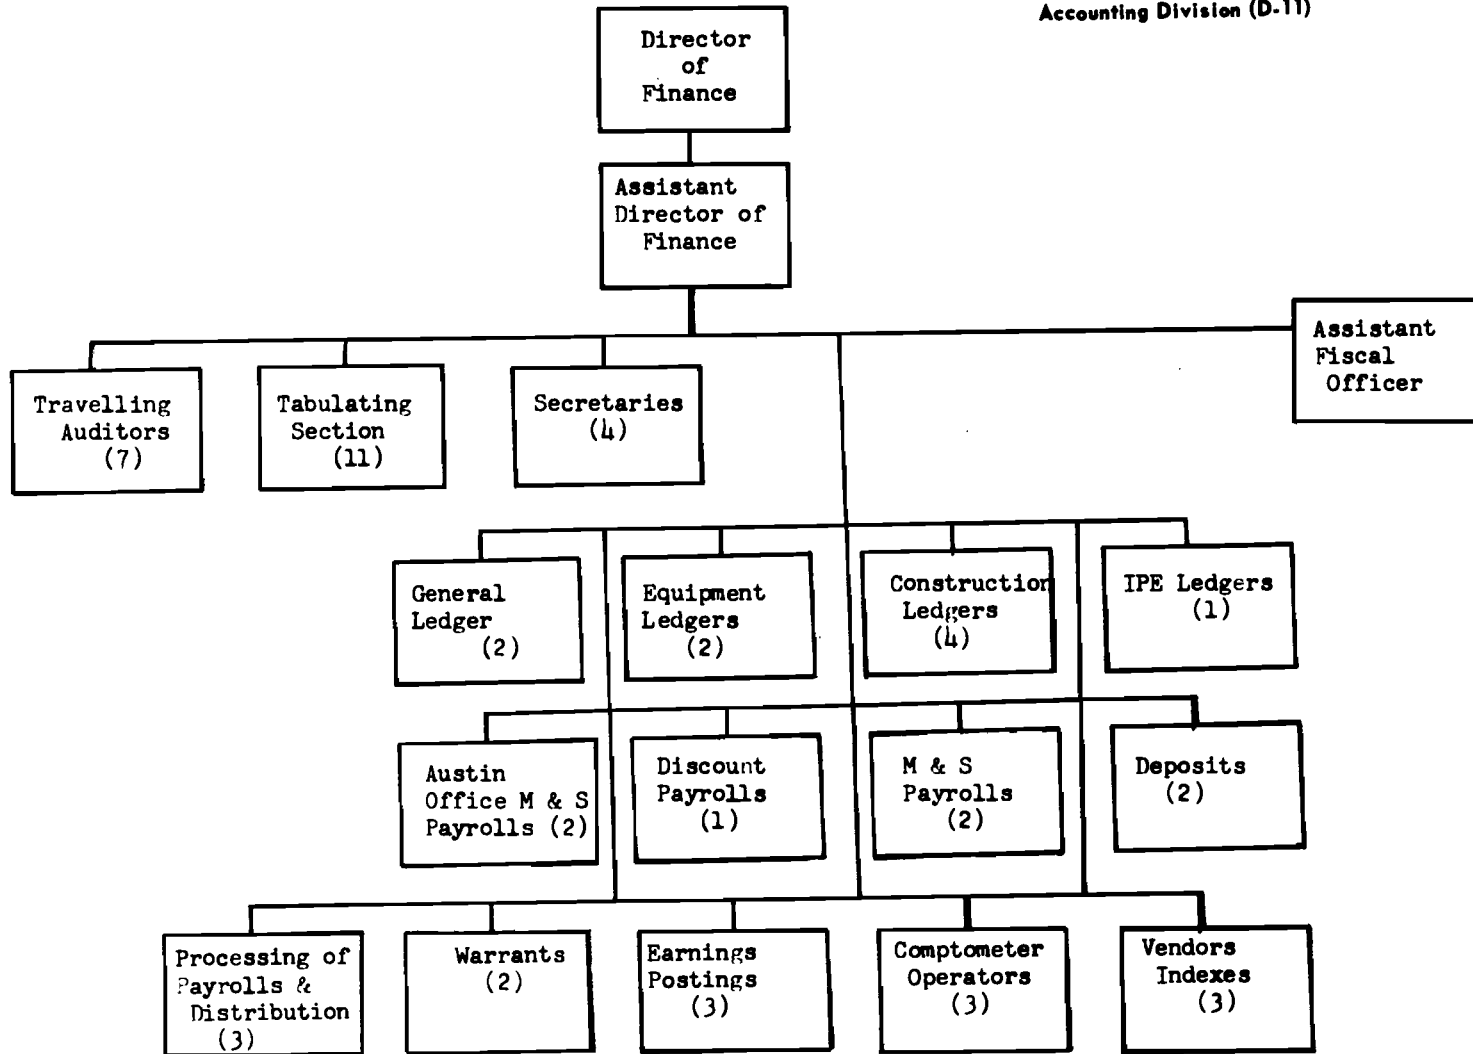 Accounting Division (D-11)
Director
of
Finance
Assistant
Director of
Finance
Assistant
Fiscal
Officer
Travelling
Auditors
(7)
Tabulating
Section
(11)
Secretaries
(4)
General
Ledger
(2)
Equipment
Ledgers
(2)
Construction
Ledgers
(4)
IPE Ledgers
(1)
Austin
Office M & S
Payrolls (2)
Discount
Payrolls
(1)
M & S
Payrolls
(2)
Deposits
(2)
Processing of
Payrolls &
Distribution
(3)
Warrants
(2)
Earnings
Postings
(3)
Comptometer
Operators
(3)
Vendors
Indexes
(3)